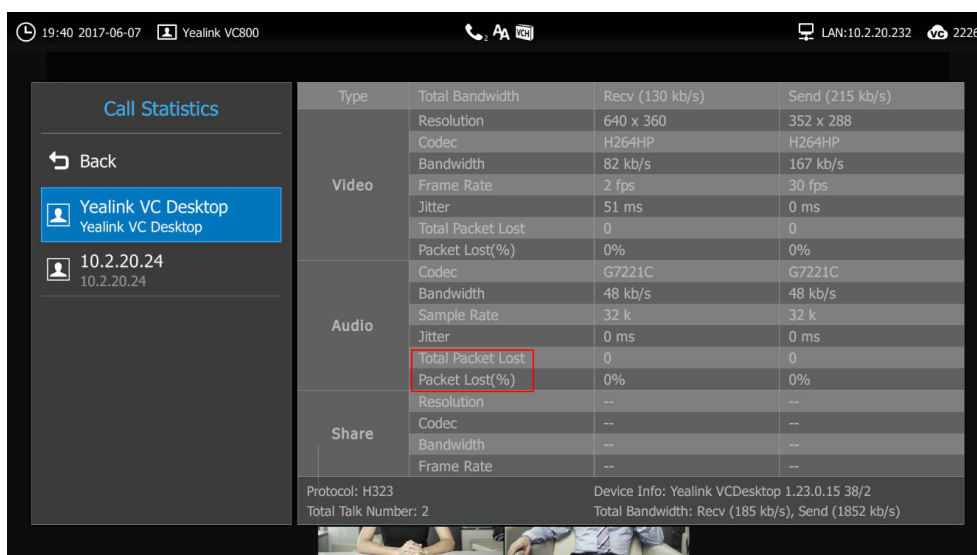 19:40 2017-06-07 Yealink VC800 2 AA VCH LAN:10.2.20.232 VC 2226
Call Statistics
Back
Yealink VC Desktop
Yealink VC Desktop
10.2.20.24
10.2.20.24
Type Total Bandwidth Recv (130 kb/s) Send (215 kb/s)
Video
Resolution 640 x 360 352 x 288
Codec H264HP H264HP
Bandwidth 82 kb/s 167 kb/s
Frame Rate 2 fps 30 fps
Jitter 51 ms 0 ms
Total Packet Lost 0 0
Packet Lost(%) 0% 0%
Audio
Codec G7221C G7221C
Bandwidth 48 kb/s 48 kb/s
Sample Rate 32 k 32 k
Jitter 0 ms 0 ms
Total Packet Lost 0 0
Packet Lost(%) 0% 0%
Share
Resolution -- --
Codec -- --
Bandwidth -- --
Frame Rate -- --
Protocol: H323 Device Info: Yealink VCDesktop 1.23.0.15 38/2
Total Talk Number: 2 Total Bandwidth: Recv (185 kb/s), Send (1852 kb/s)